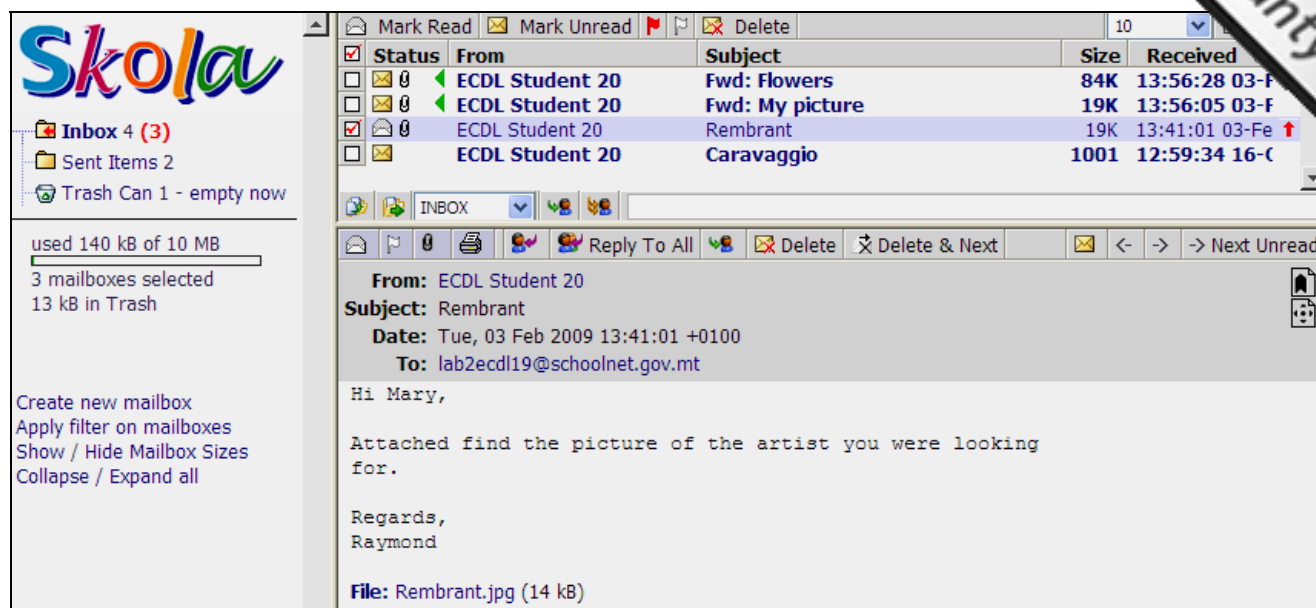 Skola
Inbox 4 (3)
Sent Items 2
Trash Can 1 - empty now
used 140 kB of 10 MB
3 mailboxes selected
13 kB in Trash
Create new mailbox
Apply filter on mailboxes
Show / Hide Mailbox Sizes
Collapse / Expand all
Mark Read Mark Unread Delete 10
Status From Subject Size Received
ECDL Student 20 Fwd: Flowers 84K 13:56:28 03-F
ECDL Student 20 Fwd: My picture 19K 13:56:05 03-F
ECDL Student 20 Rembrant 19K 13:41:01 03-Fe
ECDL Student 20 Caravaggio 1001 12:59:34 16-
INBOX
Reply To All Delete Delete & Next <- -> -> Next Unread
From: ECDL Student 20
Subject: Rembrant
Date: Tue, 03 Feb 2009 13:41:01 +0100
To: lab2ecdl19@schoolnet.gov.mt
Hi Mary,
Attached find the picture of the artist you were looking
for.
Regards,
Raymond
File: Rembrant.jpg (14 kB)